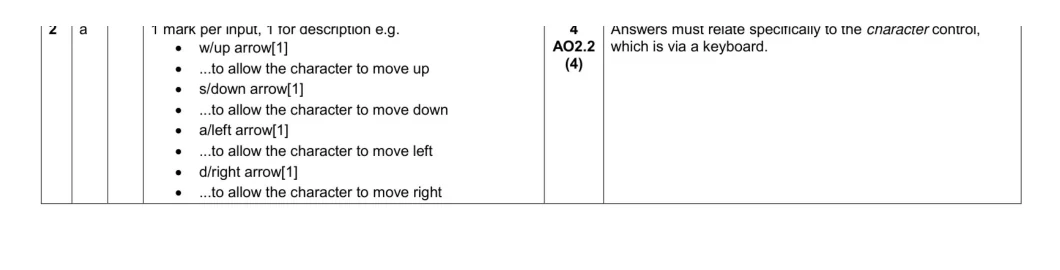 2 a 1 mark per input, 1 for description e.g. 4 Answers must relate specifically to the character control,
• w/up arrow[1] AO2.2 which is via a keyboard.
• ...to allow the character to move up (4)
• s/down arrow[1]
• ...to allow the character to move down
• a/left arrow[1]
• ...to allow the character to move left
• d/right arrow[1]
• ...to allow the character to move right